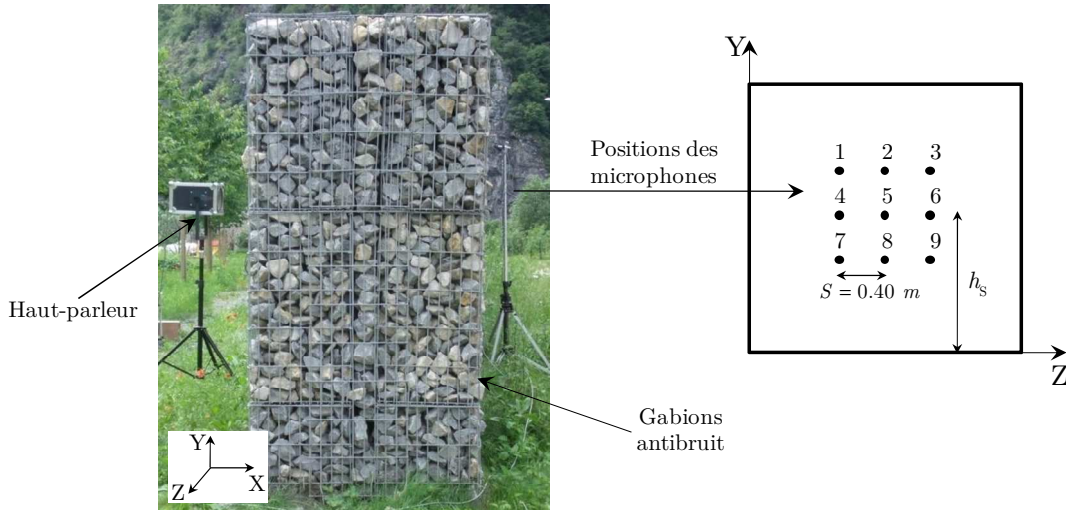 Haut-parleur
Y
X
Z
Positions des
microphones
Gabions
antibruit
Y
1 2 3
4 5 6
7 8 9
S = 0.40 m
hS
Z